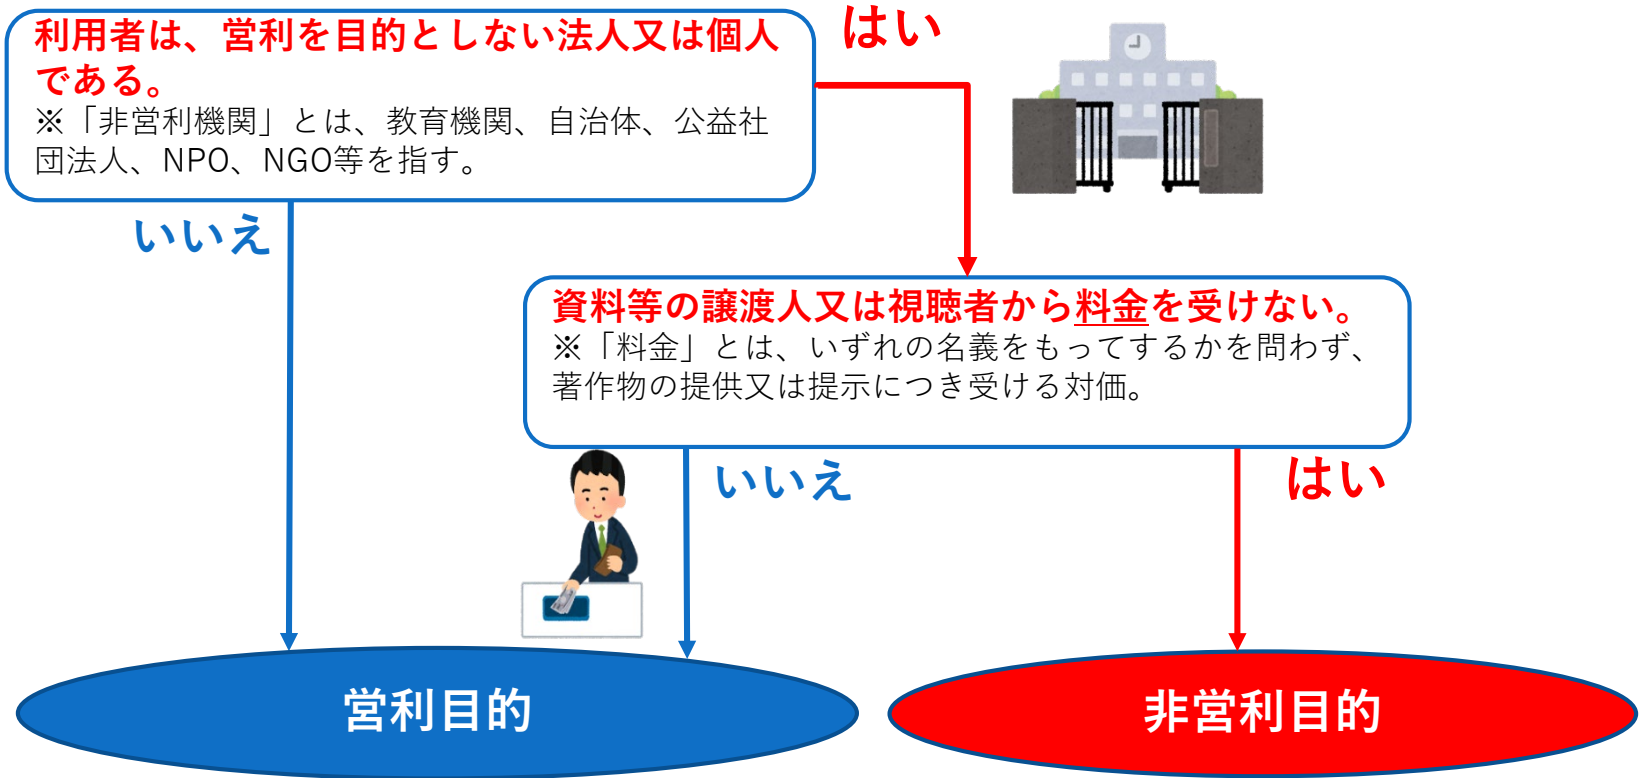 利用者は、営利を目的としない法人又は個人
である。
※「非営利機関」とは、教育機関、自治体、公益社
団法人、NPO、NGO等を指す。
はい
いいえ
資料等の譲渡人又は視聴者から料金を受けない。
※「料金」とは、いずれの名義をもってするかを問わず、
著作物の提供又は提示につき受ける対価。
いいえ
はい
営利目的
非営利目的